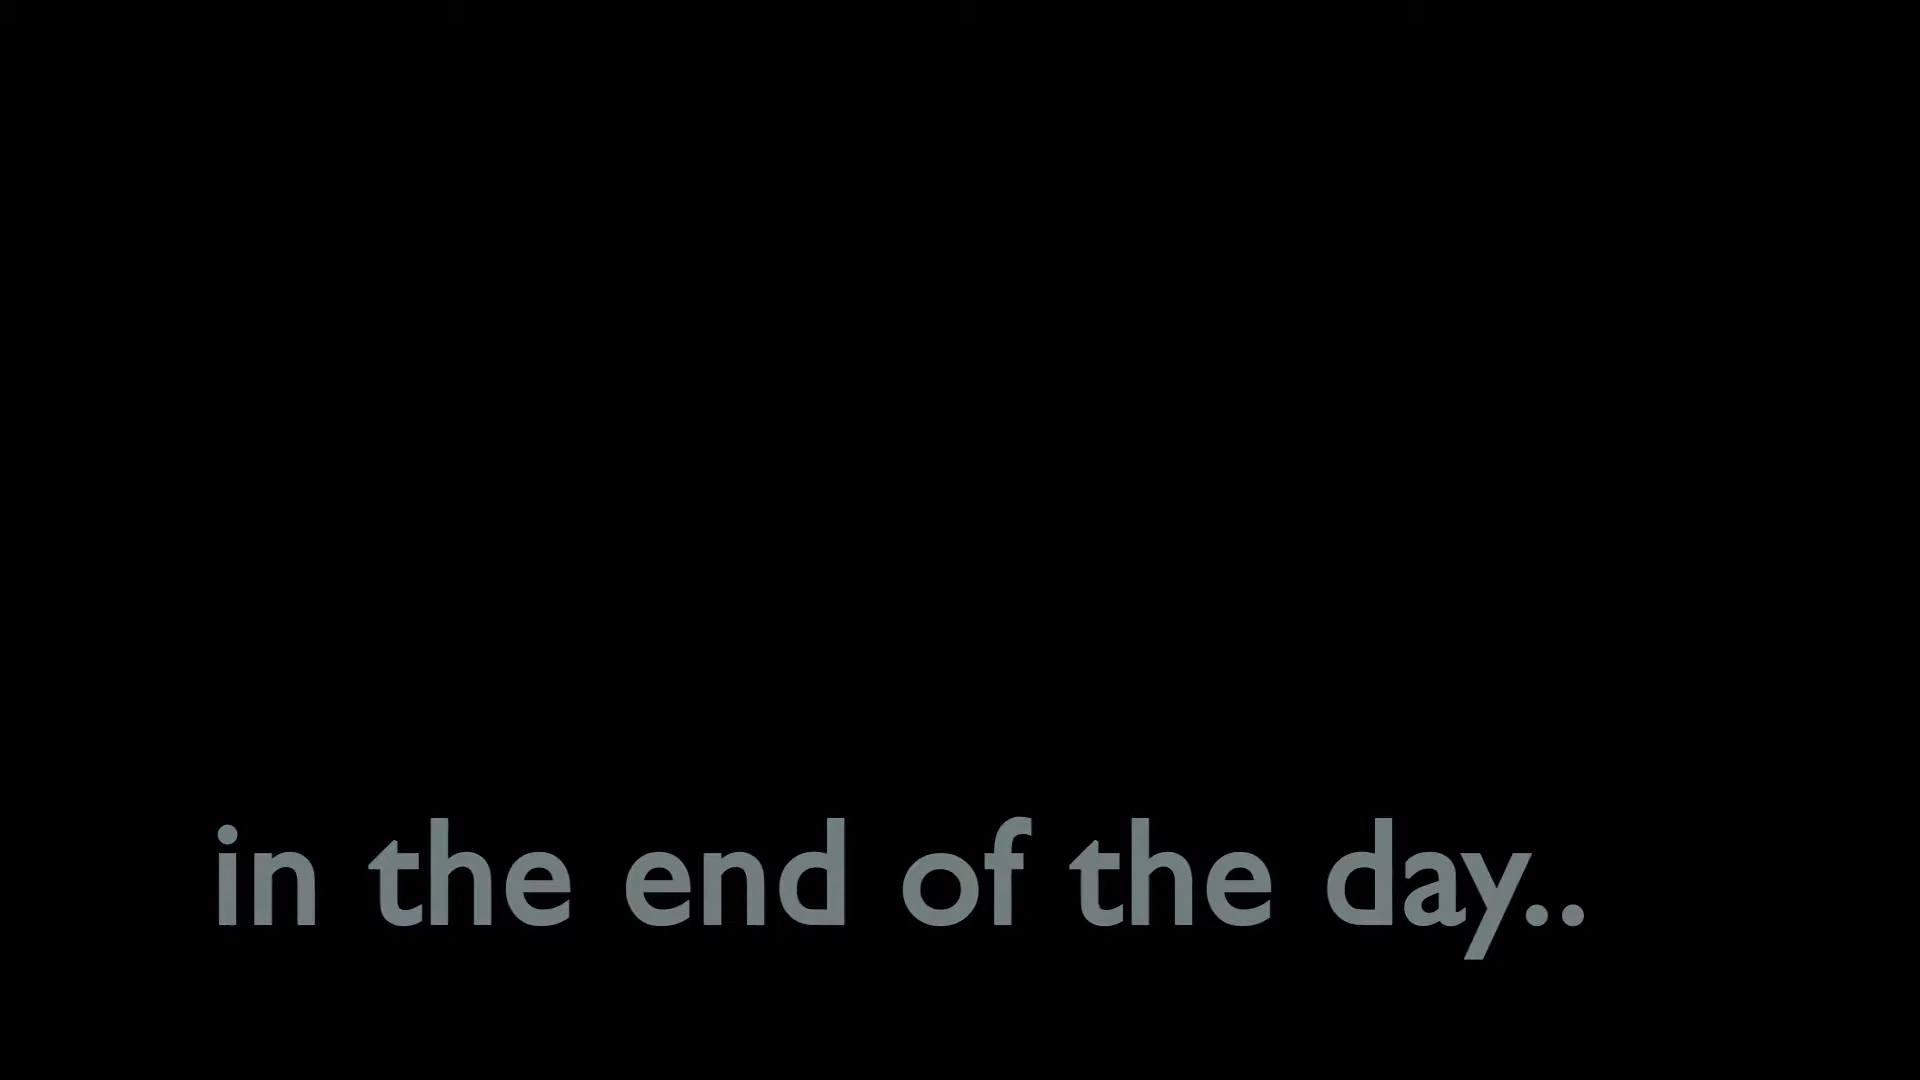 in the end of the day..